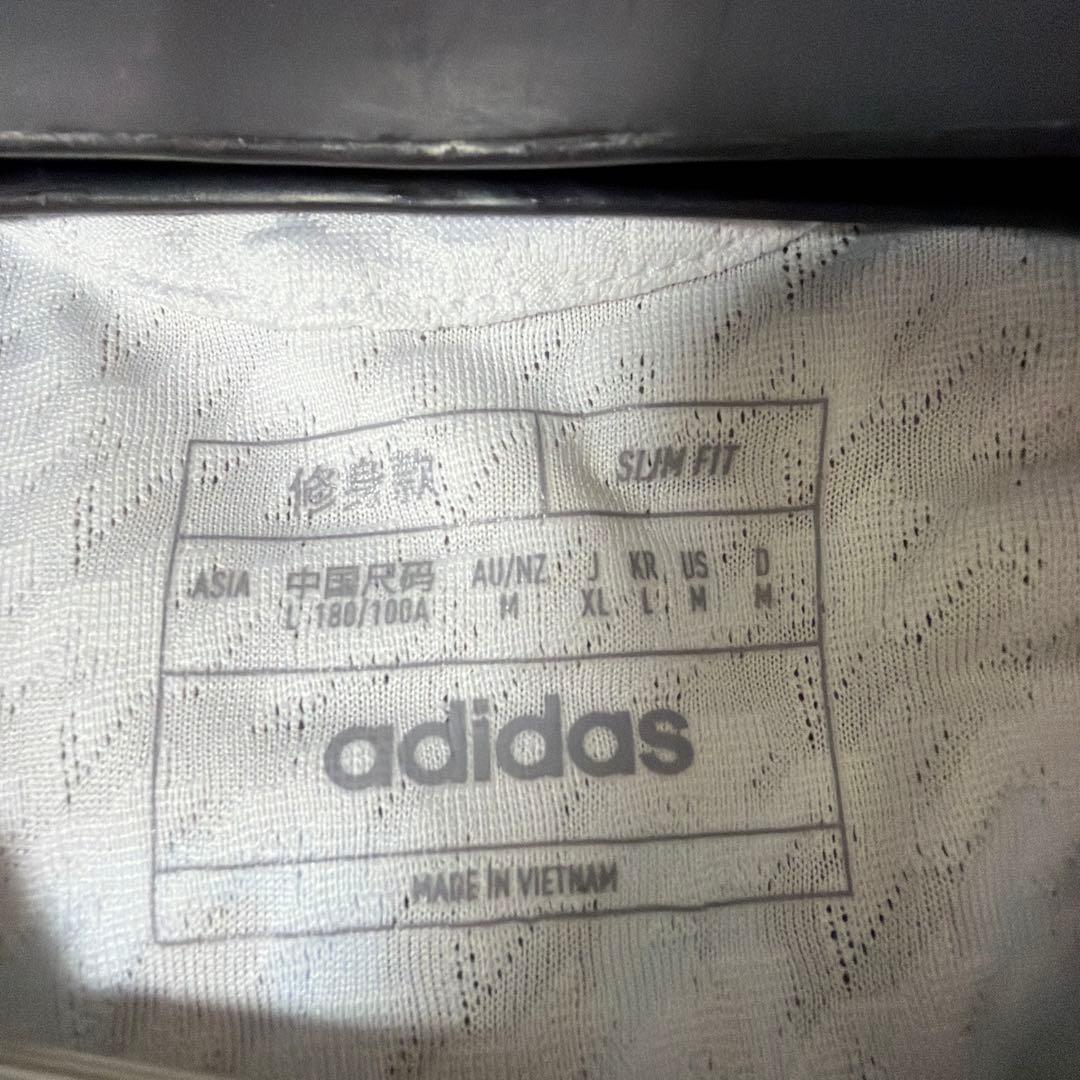 修身款 SLIM FIT
ASIA 中国尺码 AU/NZ J KR US D
L 180/100A M XL L M M
adidas
MADE IN VIETNAM